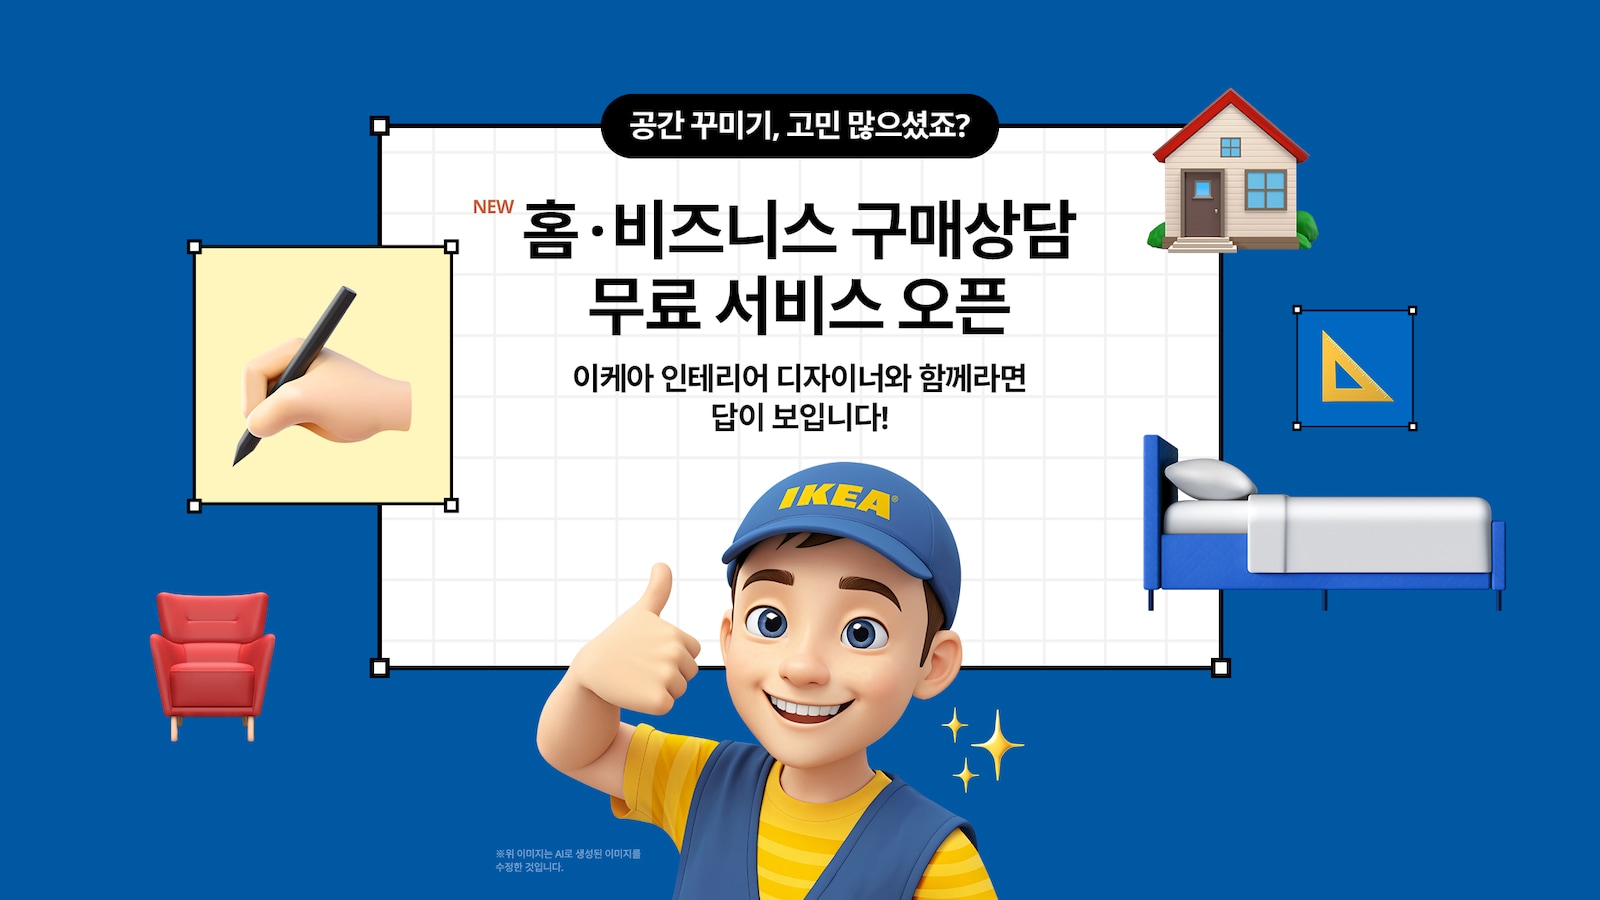 공간 꾸미기, 고민 많으셨죠?
NEW 홈·비즈니스 구매상담
무료 서비스 오픈
이케아 인테리어 디자이너와 함께라면
답이 보입니다!
IKEA®
※위 이미지는 AI로 생성된 이미지를
수정한 것입니다.